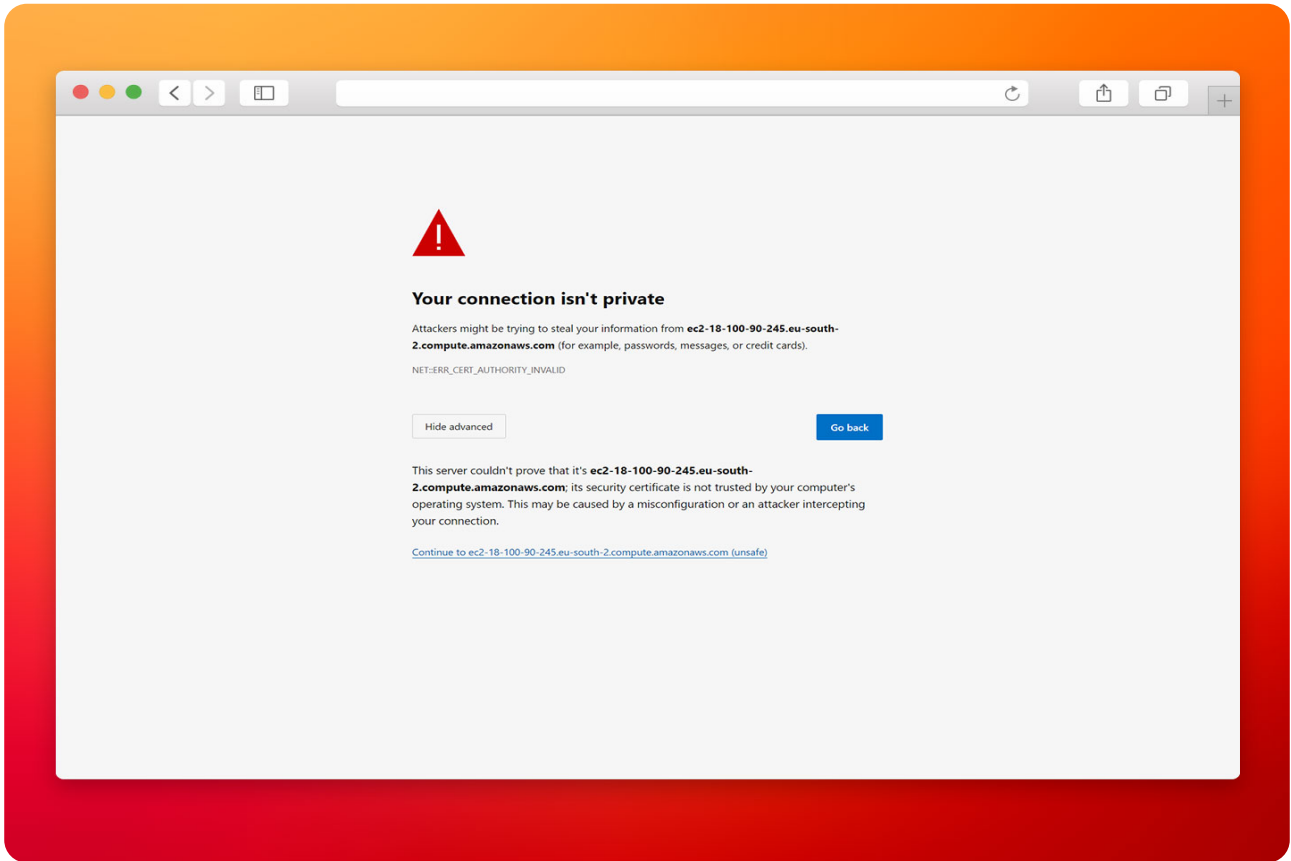 Your connection isn't private
Attackers might be trying to steal your information from ec2-18-100-90-245.eu-south-
2.compute.amazonaws.com (for example, passwords, messages, or credit cards).
NET::ERR_CERT_AUTHORITY_INVALID
Hide advanced
Go back
This server couldn't prove that it's ec2-18-100-90-245.eu-south-
2.compute.amazonaws.com; its security certificate is not trusted by your computer's
operating system. This may be caused by a misconfiguration or an attacker intercepting
your connection.
Continue to ec2-18-100-90-245.eu-south-2.compute.amazonaws.com (unsafe)